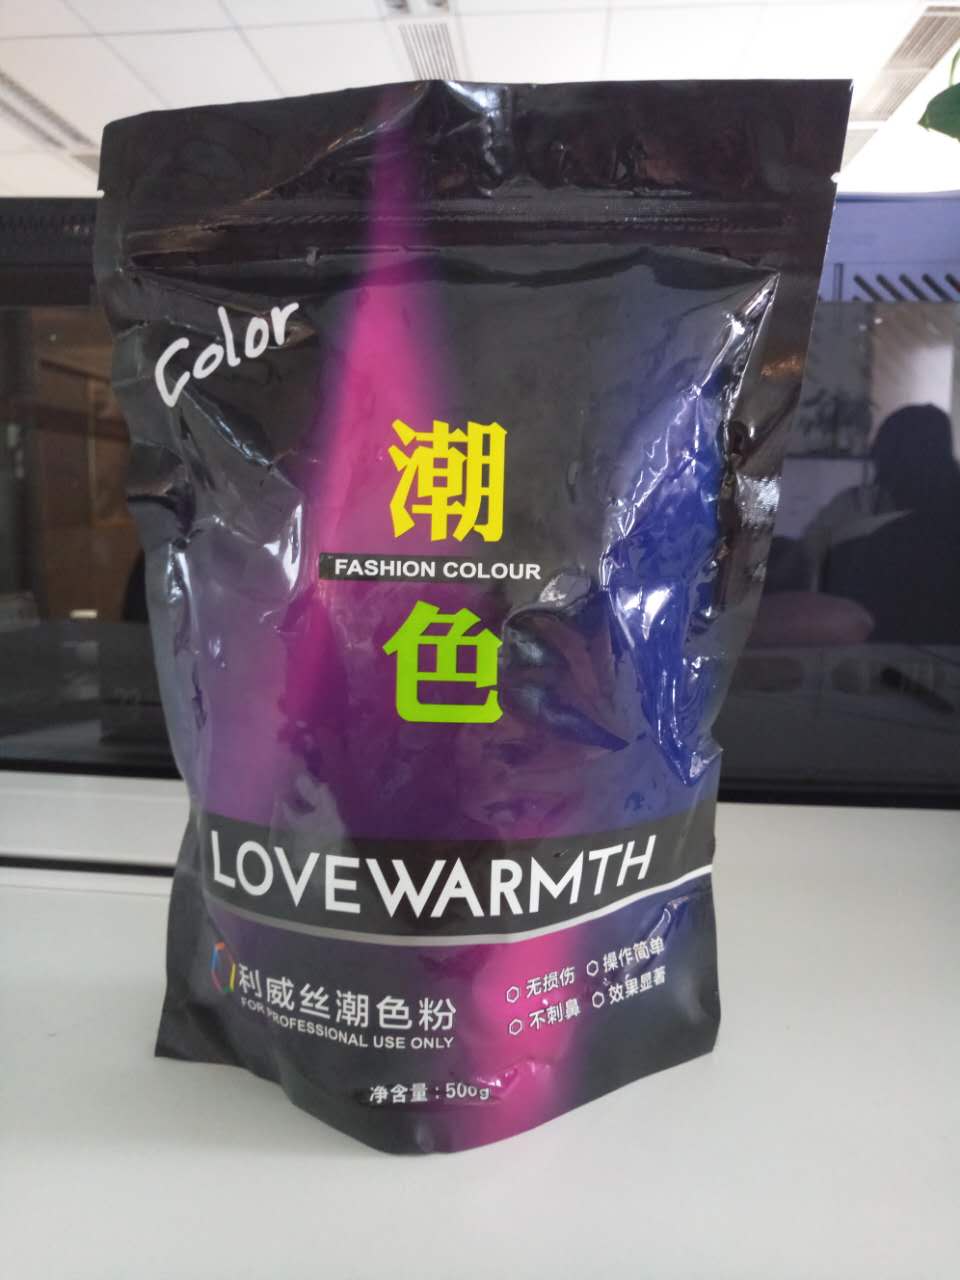 Color
潮
FASHION COLOUR
色
LOVEWARMTH
利威丝潮色粉
FOR PROFESSIONAL USE ONLY
无损伤 操作简单
不刺鼻 效果显著
净含量：500g